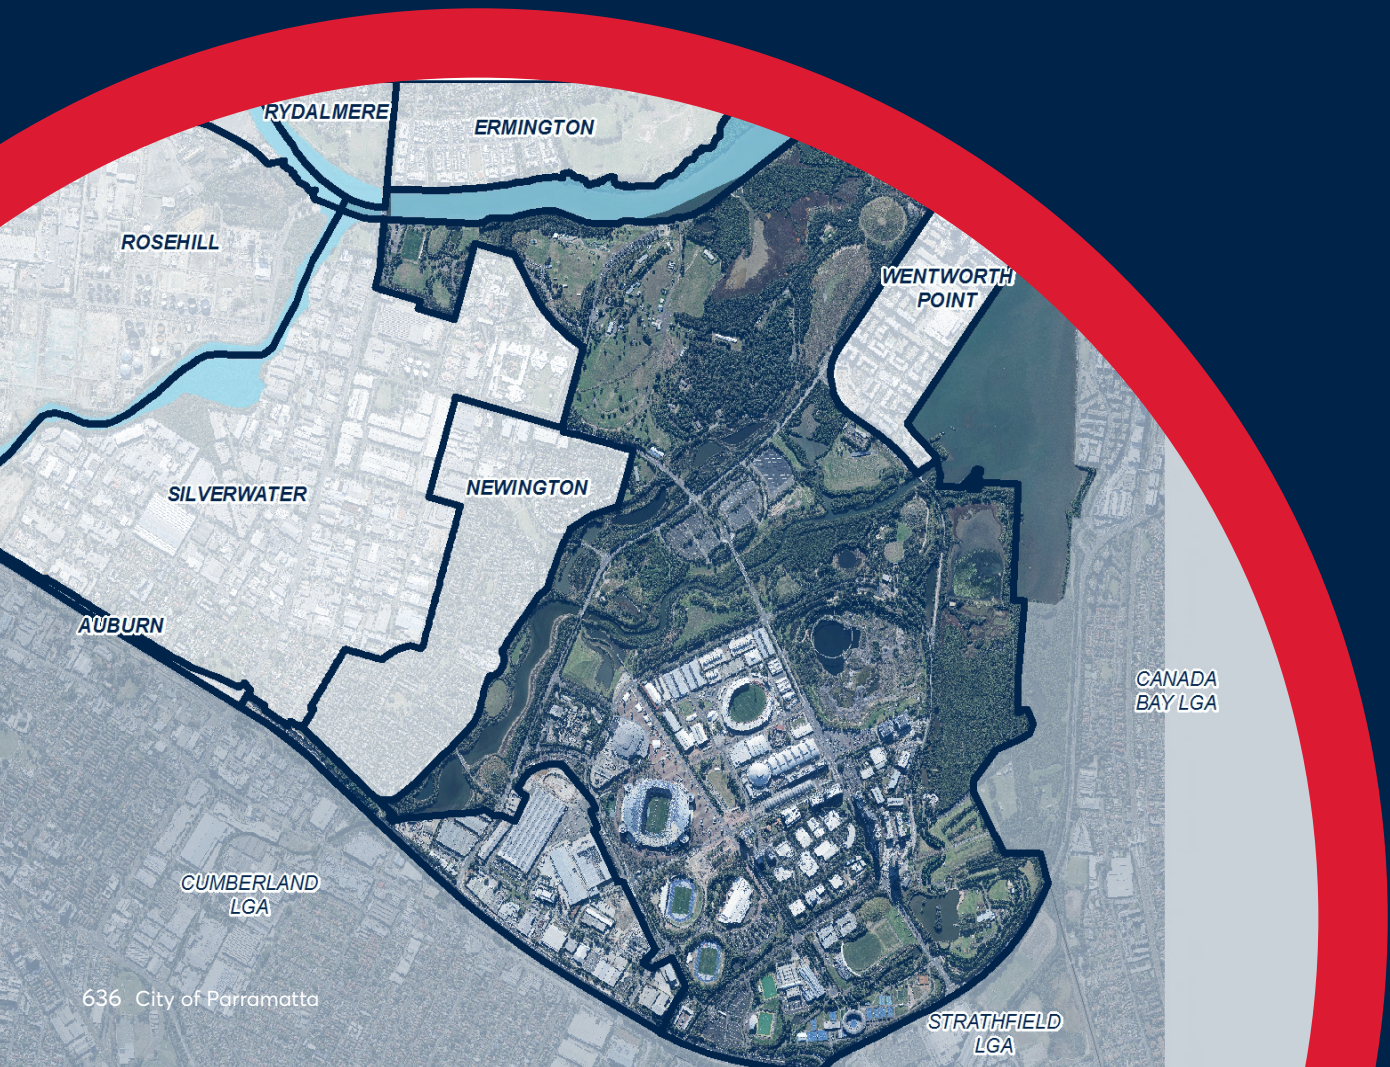 RYDALMERE
ERMINGTON
ROSEHILL
WENTWORTH
POINT
NEWINGTON
SILVERWATER
AUBURN
CANADA
BAY LGA
CUMBERLAND
LGA
636 City of Parramatta
STRATHFIELD
LGA